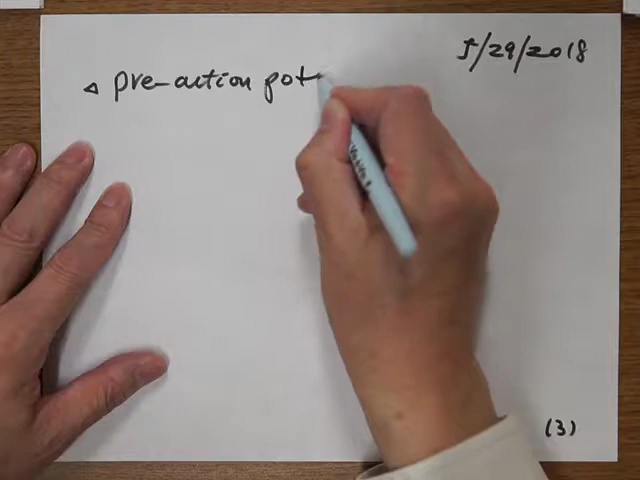 5/29/2018
△ pre-action pot
(3)